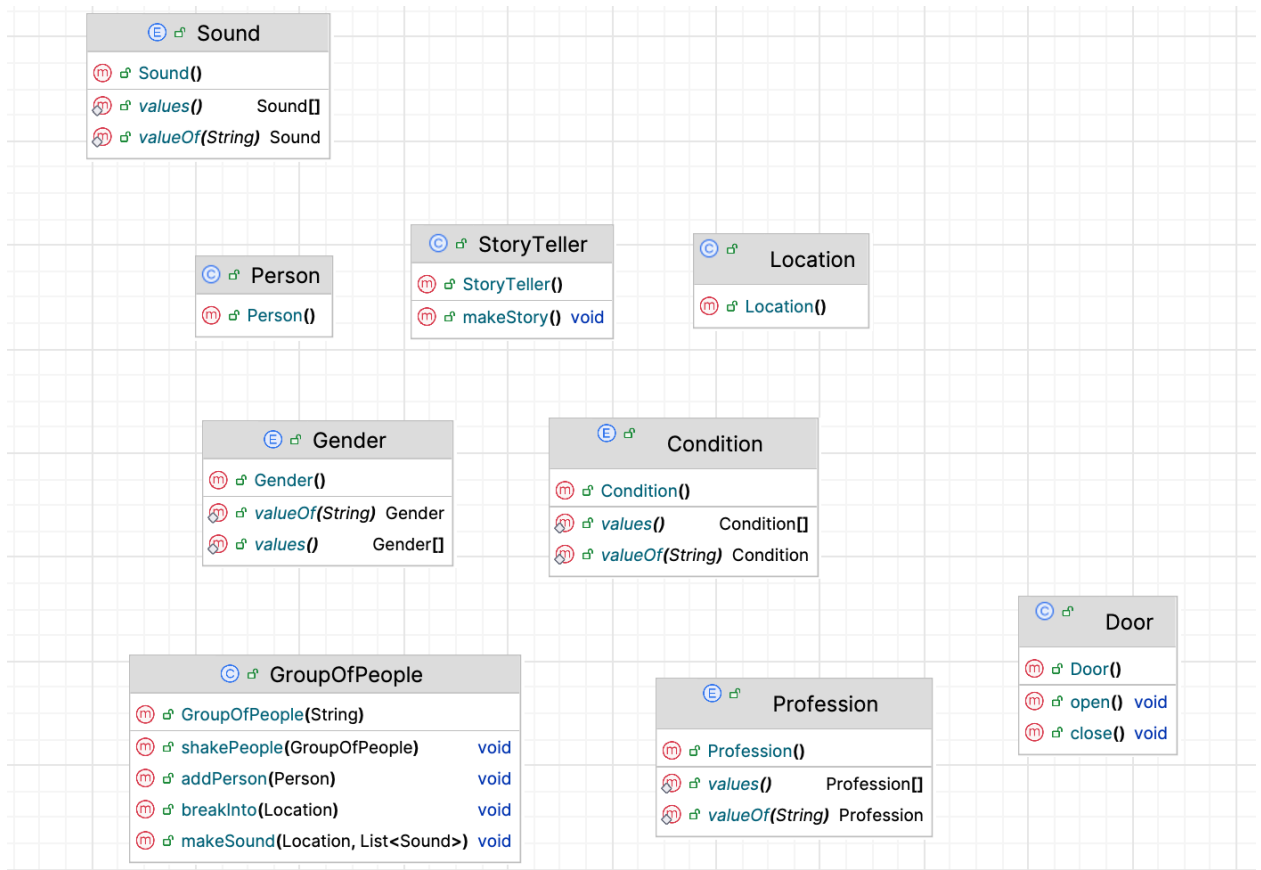 Sound
Sound()
values() Sound[]
valueOf(String) Sound
StoryTeller
StoryTeller()
makeStory() void
Location
Location()
Person
Person()
Gender
Gender()
valueOf(String) Gender
values() Gender[]
Condition
Condition()
values() Condition[]
valueOf(String) Condition
Door
Door()
open() void
close() void
GroupOfPeople
GroupOfPeople(String)
shakePeople(GroupOfPeople) void
addPerson(Person) void
breakInto(Location) void
makeSound(Location, List<Sound>) void
Profession
Profession()
values() Profession[]
valueOf(String) Profession